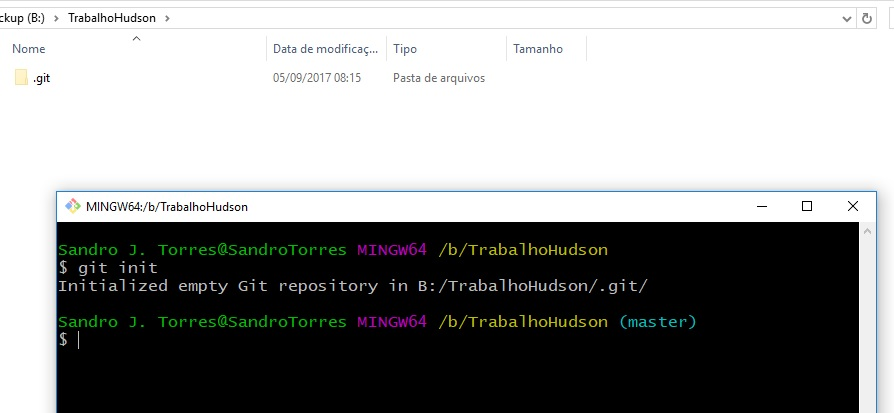 (B:) > TrabalhoHudson >
Nome Data de modificaç... Tipo Tamanho
.git 05/09/2017 08:15 Pasta de arquivos
MINGW64:/b/TrabalhoHudson
Sandro J. Torres@SandroTorres MINGW64 /b/TrabalhoHudson
$ git init
Initialized empty Git repository in B:/TrabalhoHudson/.git/
Sandro J. Torres@SandroTorres MINGW64 /b/TrabalhoHudson (master)
$